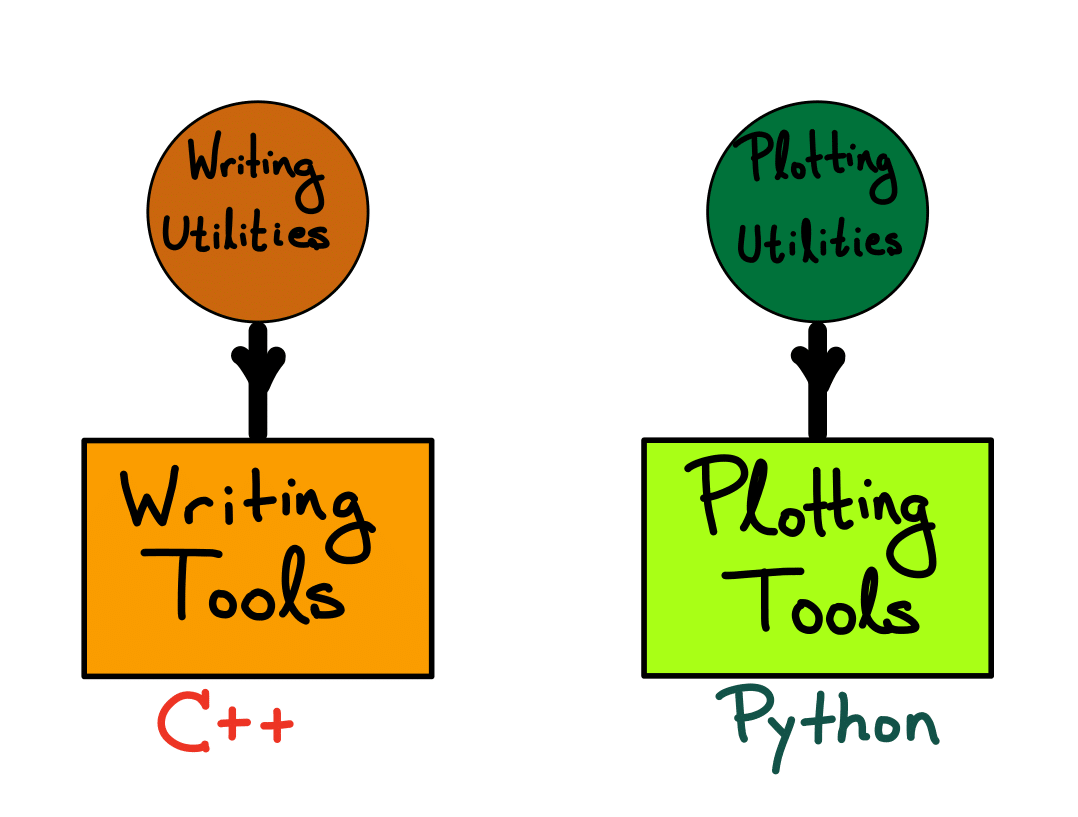 Writing
Utilities
Plotting
Utilities
Writing
Tools
Plotting
Tools
C++
Python